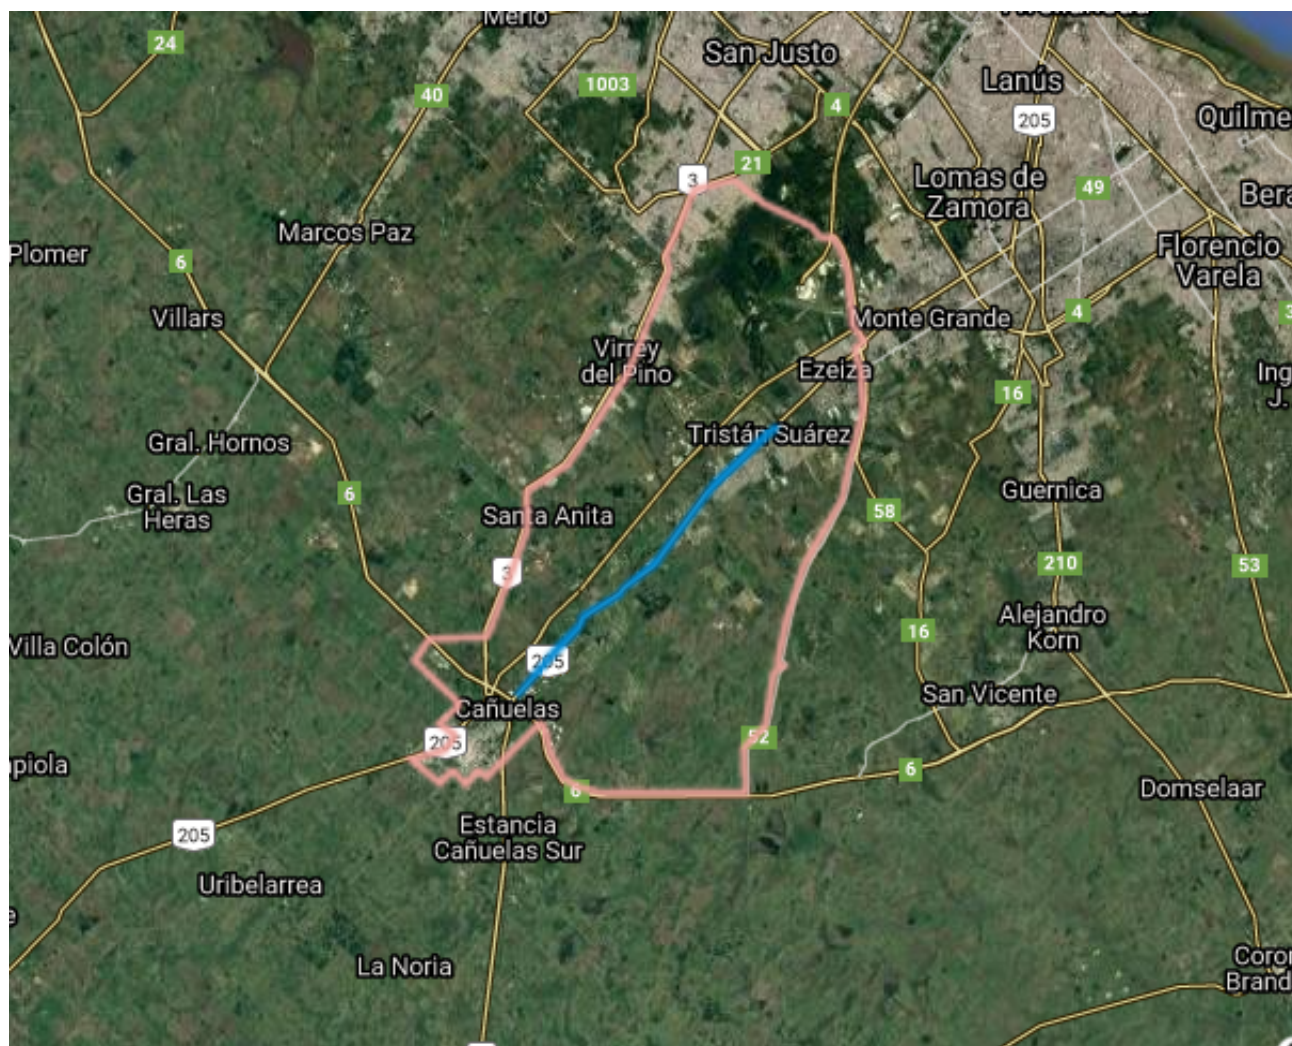 Merlo
24
San Justo
1003
40
4
Lanús
205
Quilme
21
3
Lomas de
Zamora
49
Bera
Marcos Paz
Plomer
6
Florencio
Varela
Villars
Monte Grande
4
3
Virrey
del Pino
Ezeiza
Ing
J.
16
Tristán Suárez
Gral. Hornos
6
Gral. Las
Heras
Santa Anita
Guernica
58
3
210
53
Alejandro
Korn
16
Villa Colón
205
San Vicente
Cañuelas
205
52
6
piola
6
Domselaar
Estancia
Cañuelas Sur
205
Uribelarrea
e
La Noria
Coron
Brand